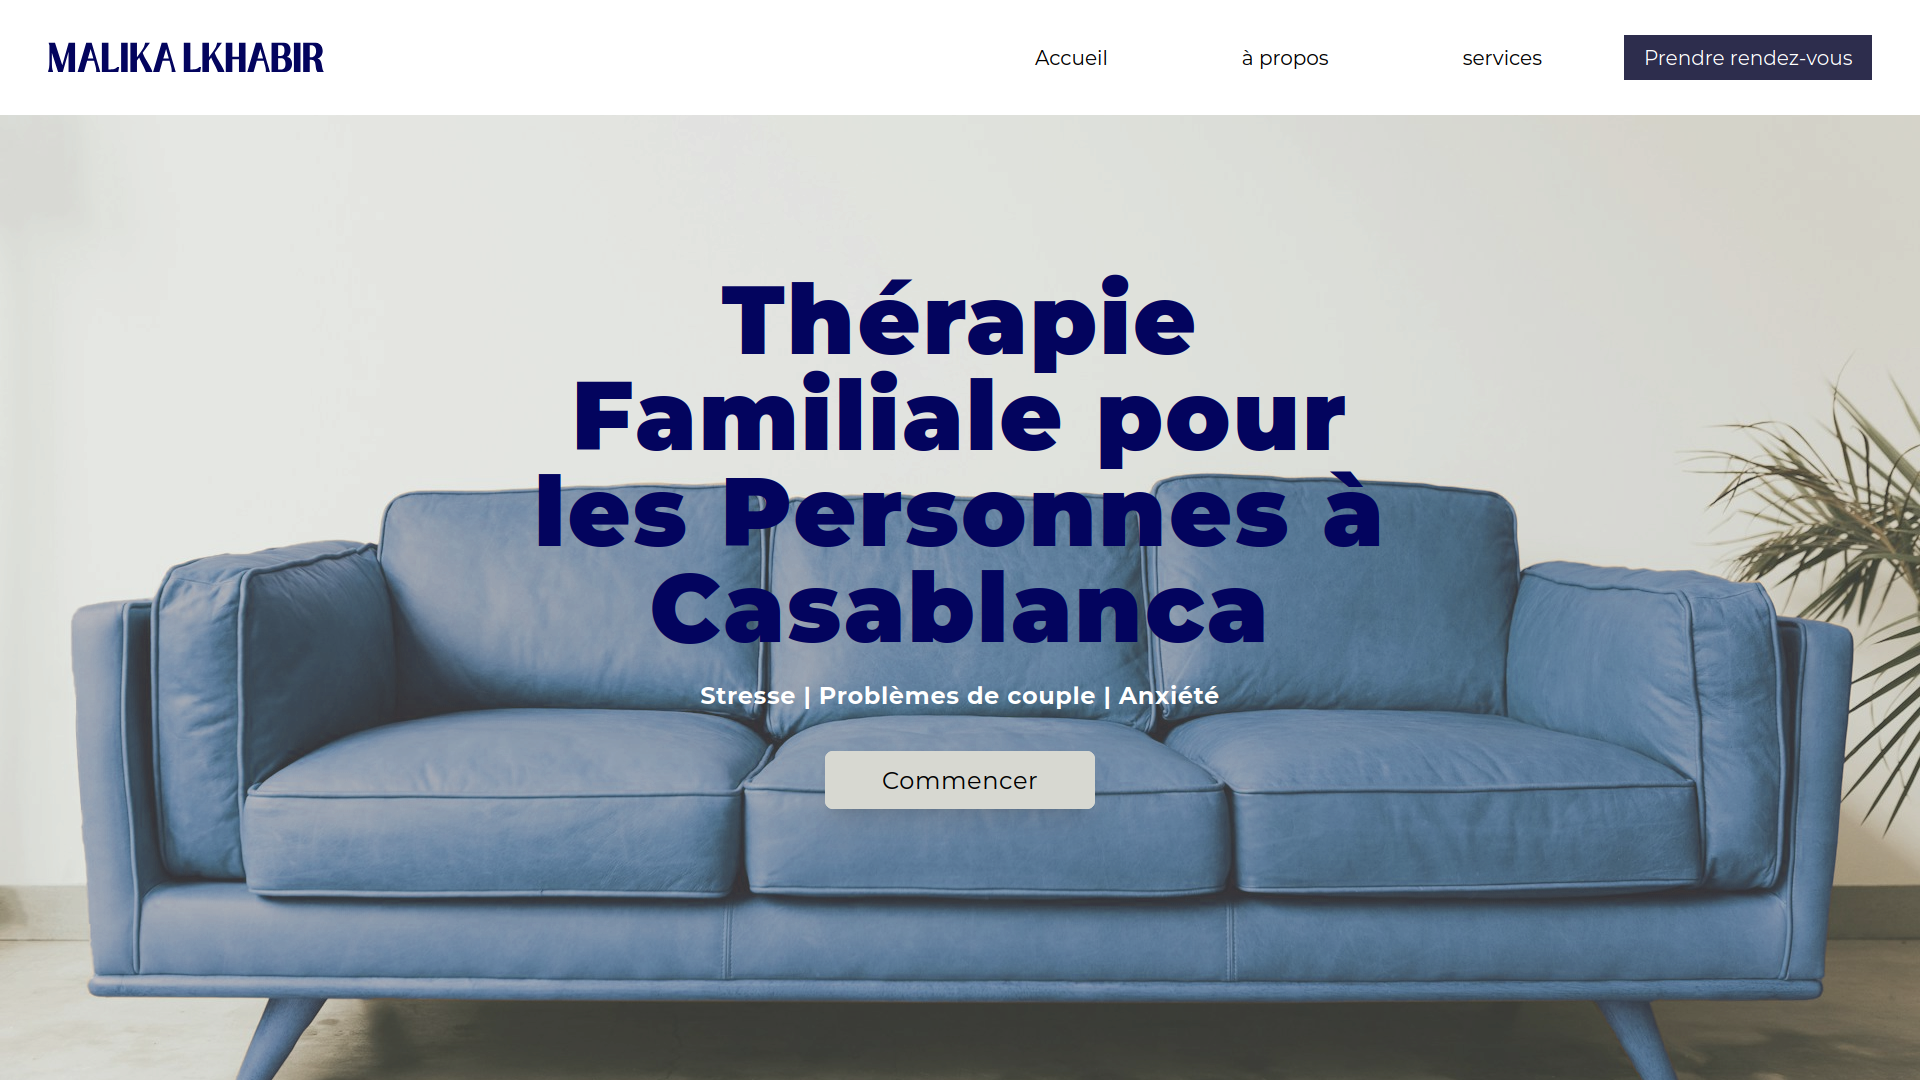 MALIKA LKHABIR
Accueil
à propos
services
Prendre rendez-vous
Thérapie
Familiale pour
les Personnes à
Casablanca
Stresse | Problèmes de couple | Anxiété
Commencer